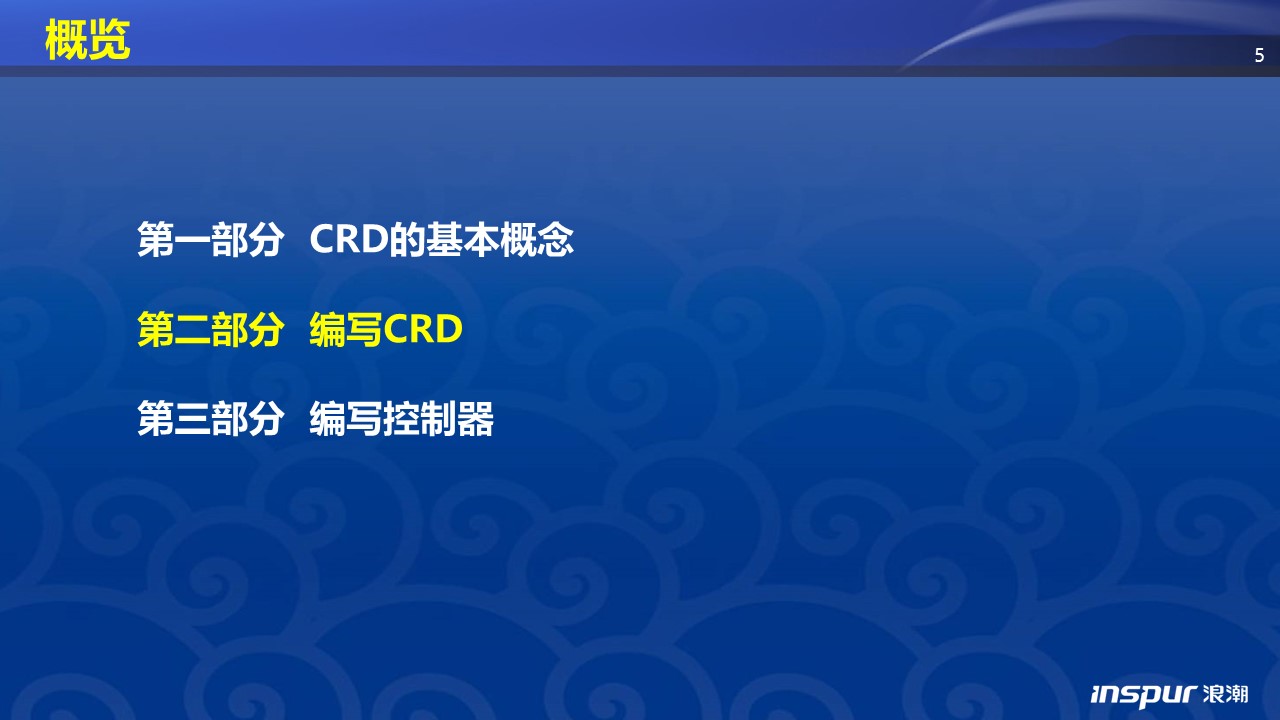 概览
5
第一部分 CRD的基本概念
第二部分 编写CRD
第三部分 编写控制器
inspur 浪潮